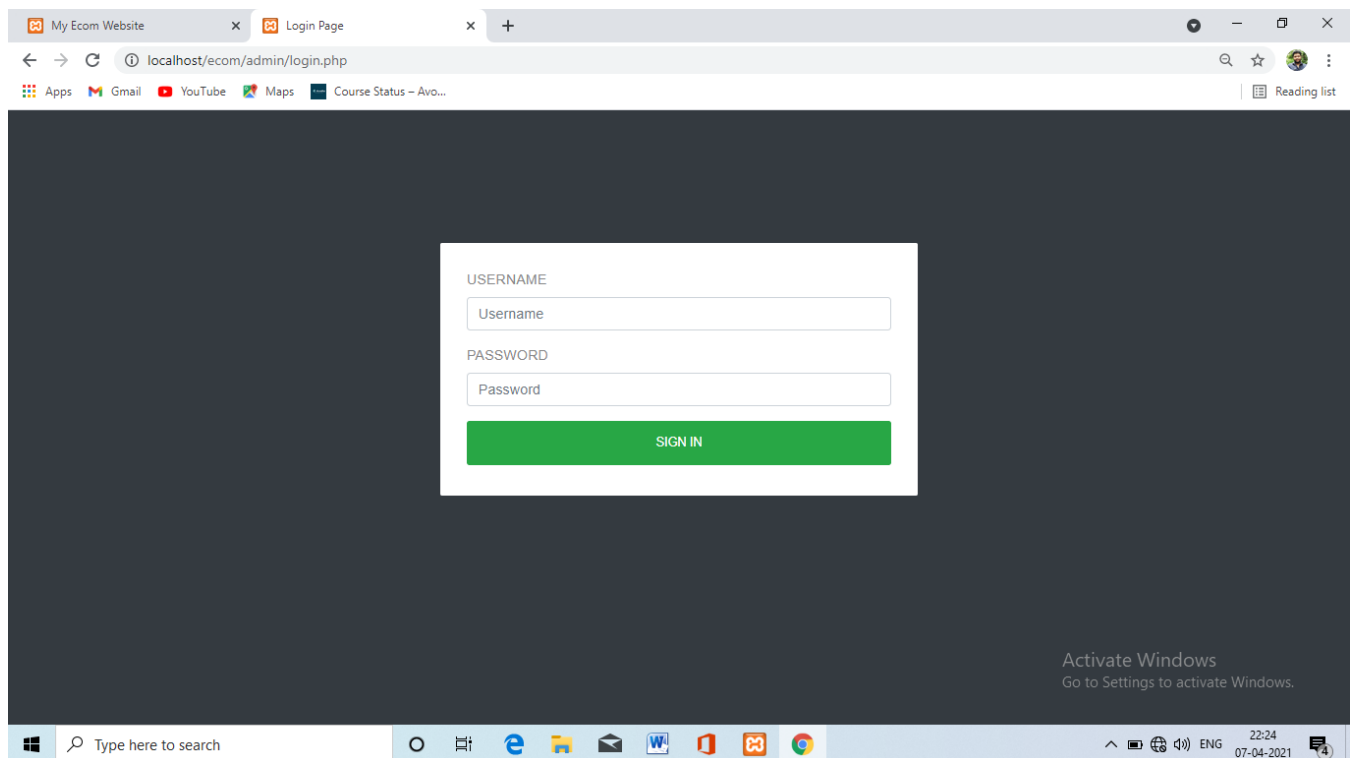 My Ecom Website
Login Page
localhost/ecom/admin/login.php
Apps
Gmail
YouTube
Maps
Course Status – Avo...
Reading list
USERNAME
Username
PASSWORD
Password
SIGN IN
Activate Windows
Go to Settings to activate Windows.
Type here to search
ENG
22:24
07-04-2021
4